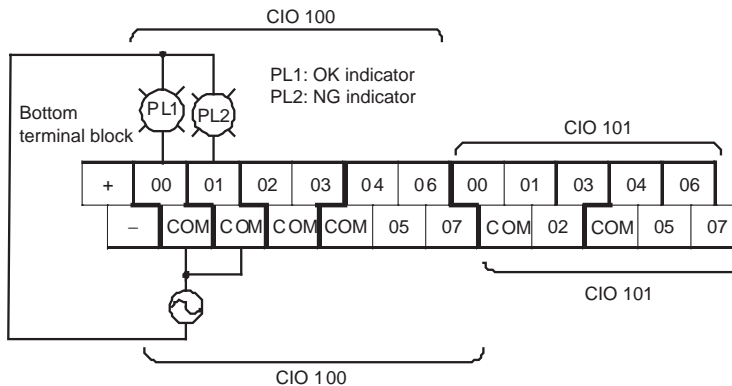 CIO 100
PL1: OK indicator
PL2: NG indicator
PL1
PL2
Bottom
terminal block
CIO 101
+ 00 01 02 03 04 06 00 01 03 04 06
− COM COM COM COM 05 07 COM 02 COM 05 07
CIO 101
CIO 100